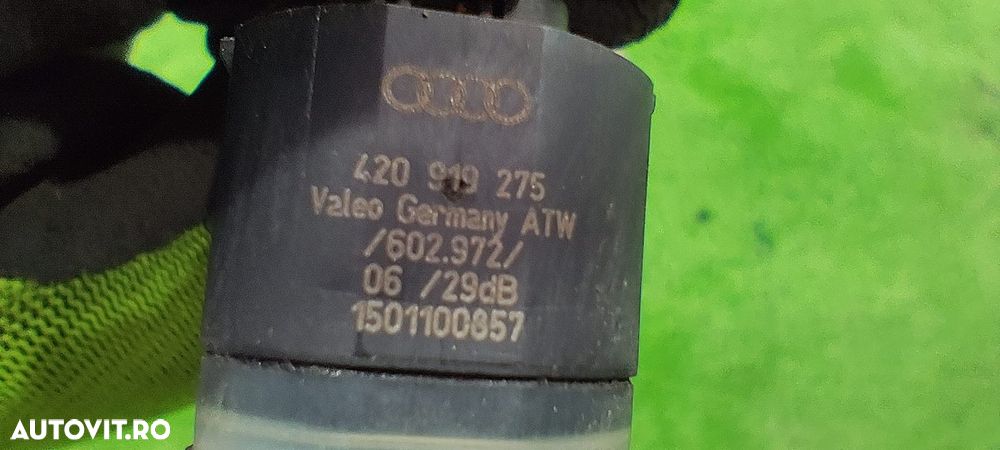 420 919 275
Valeo Germany ATW
/602.972/
06 /29dB
1501100857
AUTOVIT.RO